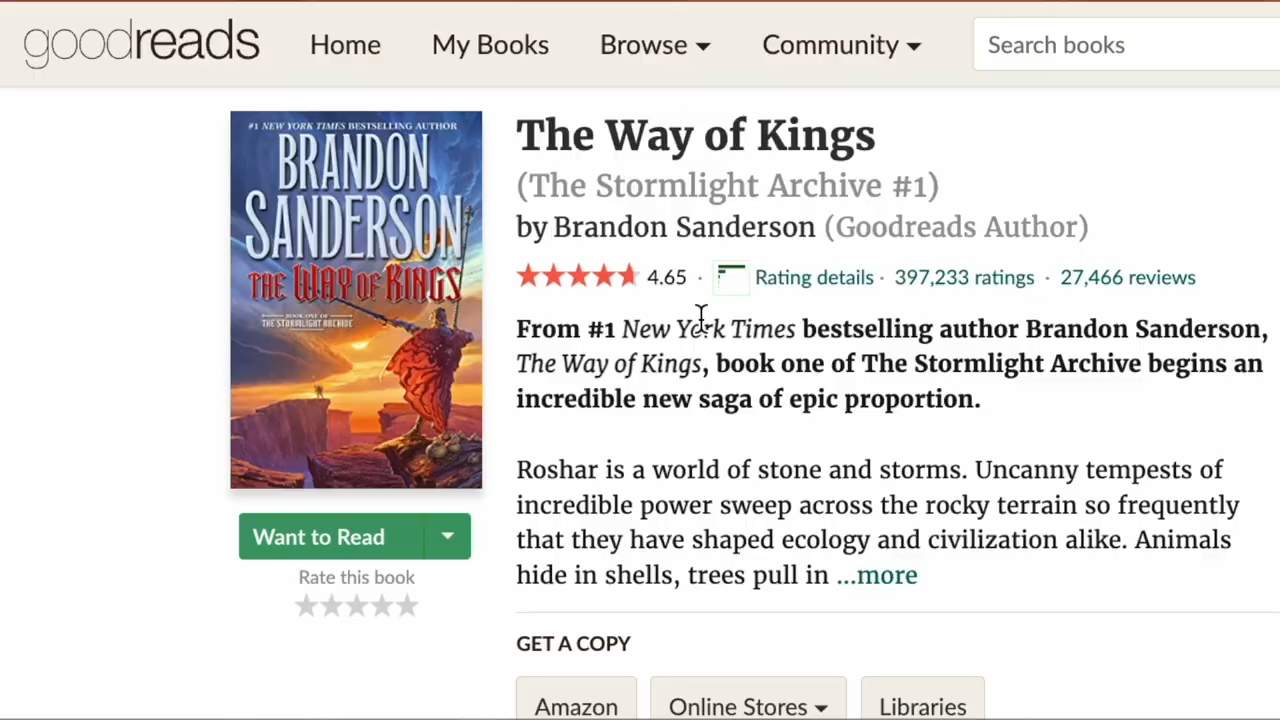 goodreads Home My Books Browse Community Search books
#1 NEW YORK TIMES BESTSELLING AUTHOR
BRANDON
SANDERSON
THE WAY OF KINGS
BOOK ONE OF
THE STORMLIGHT ARCHIVE
Want to Read
Rate this book
The Way of Kings
(The Stormlight Archive #1)
by Brandon Sanderson (Goodreads Author)
4.65 · Rating details · 397,233 ratings · 27,466 reviews
From #1 New York Times bestselling author Brandon Sanderson,
The Way of Kings, book one of The Stormlight Archive begins an
incredible new saga of epic proportion.
Roshar is a world of stone and storms. Uncanny tempests of
incredible power sweep across the rocky terrain so frequently
that they have shaped ecology and civilization alike. Animals
hide in shells, trees pull in ...more
GET A COPY
Amazon Online Stores Libraries